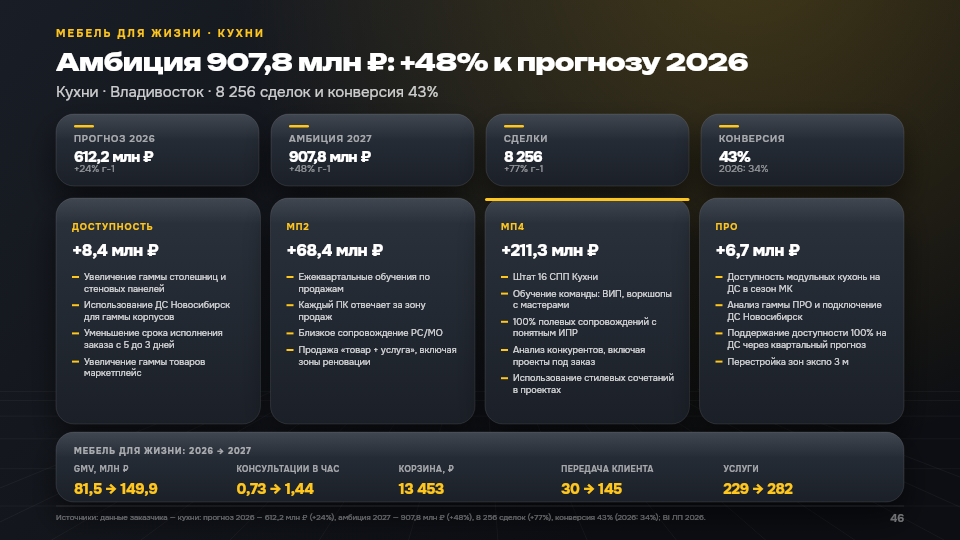 МЕБЕЛЬ ДЛЯ ЖИЗНИ · КУХНИ
Амбиция 907,8 млн ₽: +48% к прогнозу 2026
Кухни · Владивосток · 8 256 сделок и конверсия 43%
ПРОГНОЗ 2026
612,2 млн ₽
+24% г-1
АМБИЦИЯ 2027
907,8 млн ₽
+48% г-1
СДЕЛКИ
8 256
+77% г-1
КОНВЕРСИЯ
43%
2026: 34%
ДОСТУПНОСТЬ
+8,4 млн ₽
Увеличение гаммы столешниц и
стеновых панелей
Использование ДС Новосибирск
для гаммы корпусов
Уменьшение срока исполнения
заказа с 5 до 3 дней
Увеличение гаммы товаров
маркетплейс
МП2
+68,4 млн ₽
Ежеквартальные обучения по
продажам
Каждый ПК отвечает за зону
продаж
Близкое сопровождение РС/МО
Продажа «товар + услуга», включая
зоны реновации
МП4
+211,3 млн ₽
Штат 16 СПП Кухни
Обучение команды: ВИП, воркшопы
с мастерами
100% полевых сопровождений с
понятным ИПР
Анализ конкурентов, включая
проекты под заказ
Использование стилевых сочетаний
в проектах
ПРО
+6,7 млн ₽
Доступность модульных кухонь на
ДС в сезон МК
Анализ гаммы ПРО и подключение
ДС Новосибирск
Поддержание доступности 100% на
ДС через квартальный прогноз
Перестройка зон экспо 3 м
МЕБЕЛЬ ДЛЯ ЖИЗНИ: 2026 → 2027
GMV, МЛН ₽
81,5 → 149,9
КОНСУЛЬТАЦИИ В ЧАС
0,73 → 1,44
КОРЗИНА, ₽
13 453
ПЕРЕДАЧА КЛИЕНТА
30 → 145
УСЛУГИ
229 → 282
Источники: данные заказчика — кухни: прогноз 2026 — 612,2 млн ₽ (+24%), амбиция 2027 — 907,8 млн ₽ (+48%), 8 256 сделок (+77%), конверсия 43% (2026: 34%); BI ЛП 2026.
46